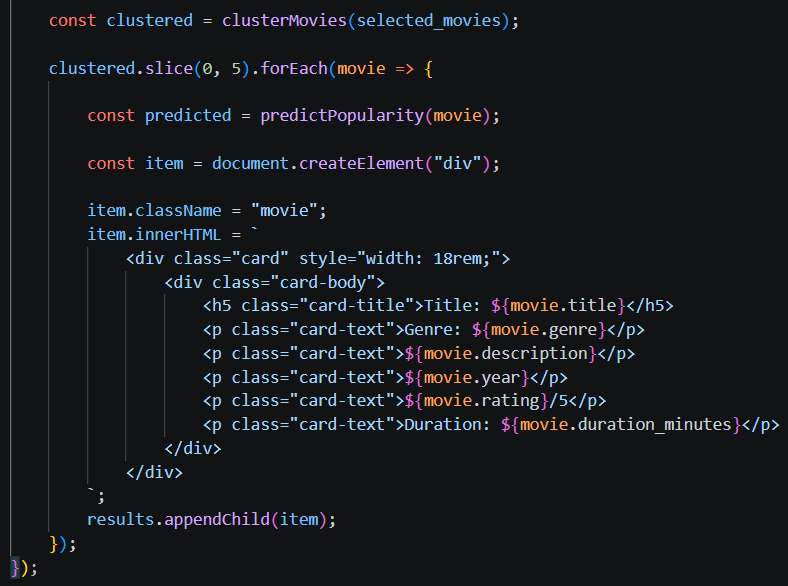 const clustered = clusterMovies(selected_movies);
clustered.slice(0, 5).forEach(movie => {
const predicted = predictPopularity(movie);
const item = document.createElement("div");
item.className = "movie";
item.innerHTML = `
<div class="card" style="width: 18rem;">
<div class="card-body">
<h5 class="card-title">Title: ${movie.title}</h5>
<p class="card-text">Genre: ${movie.genre}</p>
<p class="card-text">${movie.description}</p>
<p class="card-text">${movie.year}</p>
<p class="card-text">${movie.rating}/5</p>
<p class="card-text">Duration: ${movie.duration_minutes}</p>
</div>
</div>
`;
results.appendChild(item);
});
});